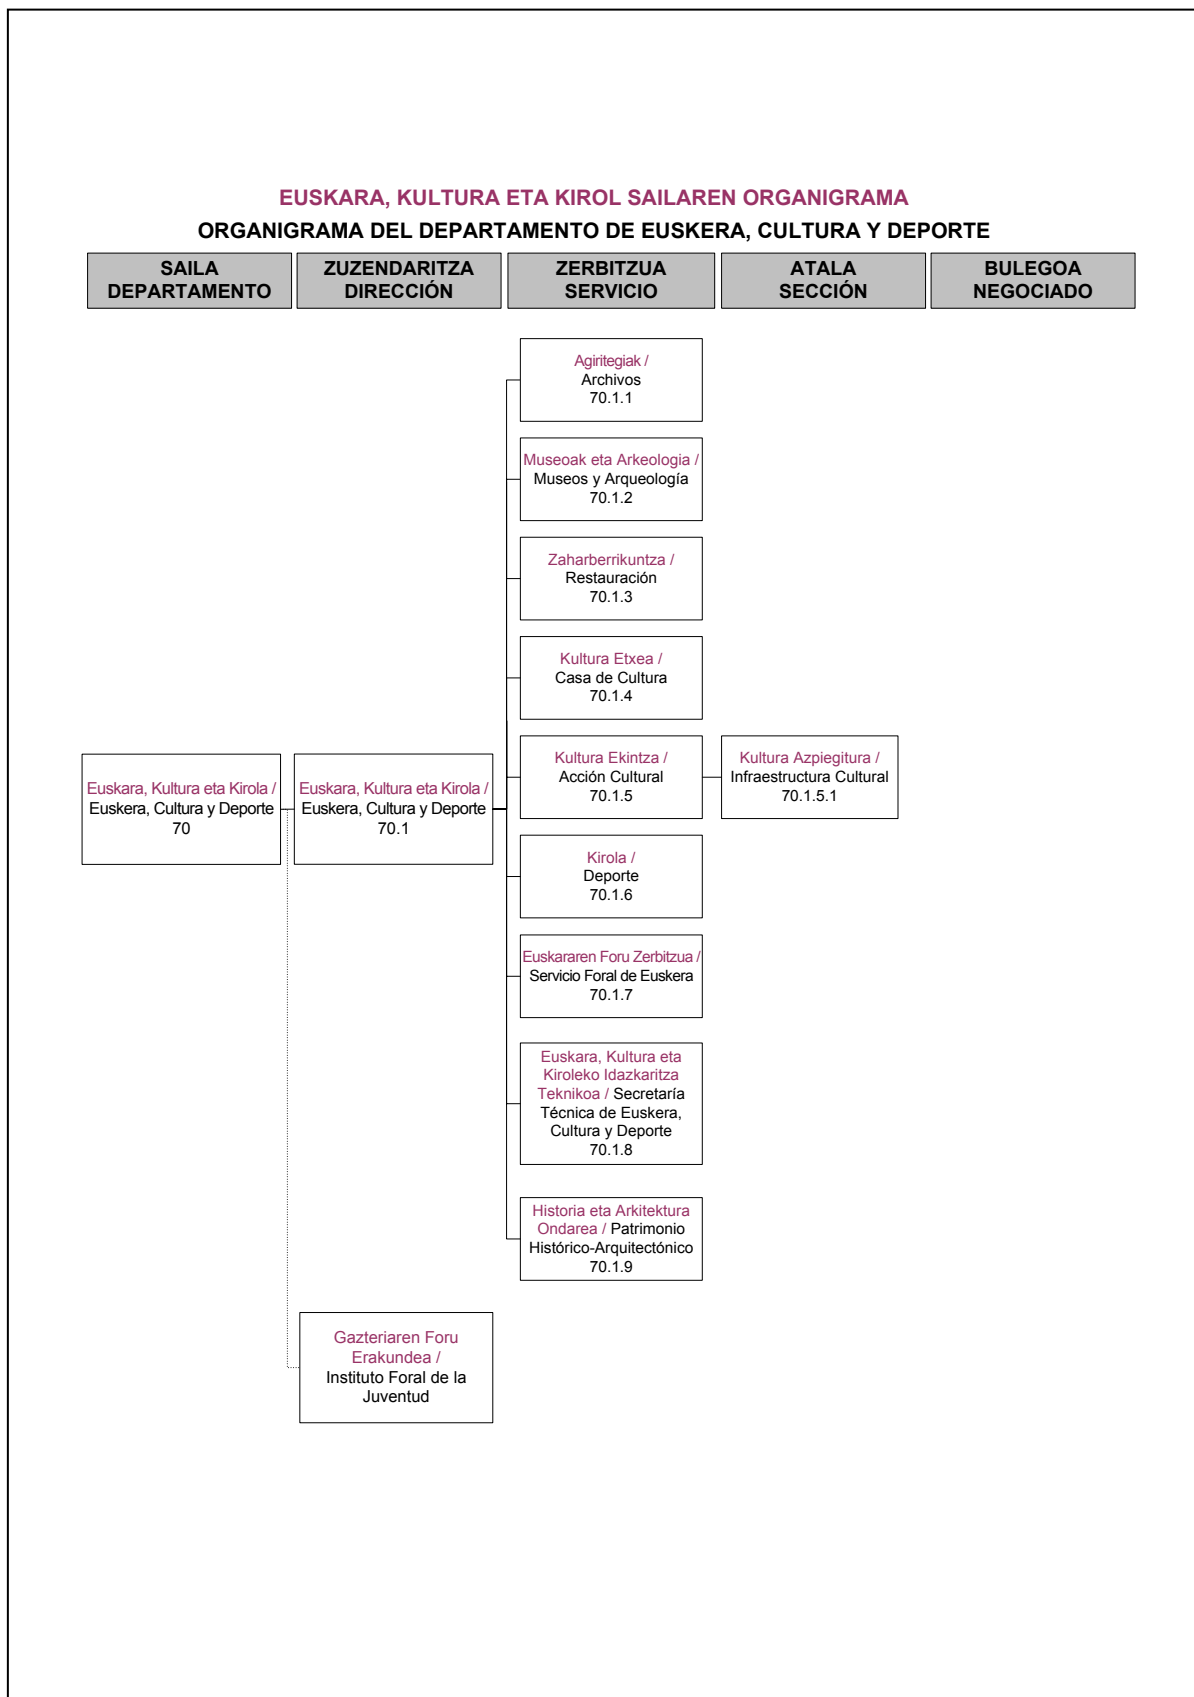 EUSKARA, KULTURA ETA KIROL SAILAREN ORGANIGRAMA
ORGANIGRAMA DEL DEPARTAMENTO DE EUSKERA, CULTURA Y DEPORTE
SAILA
DEPARTAMENTO
ZUZENDARITZA
DIRECCIÓN
ZERBITZUA
SERVICIO
ATALA
SECCIÓN
BULEGOA
NEGOCIADO
Agiritegiak /
Archivos
70.1.1
Museoak eta Arkeologia /
Museos y Arqueología
70.1.2
Zaharberrikuntza /
Restauración
70.1.3
Kultura Etxea /
Casa de Cultura
70.1.4
Euskara, Kultura eta Kirola /
Euskera, Cultura y Deporte
70
Euskara, Kultura eta Kirola /
Euskera, Cultura y Deporte
70.1
Kultura Ekintza /
Acción Cultural
70.1.5
Kultura Azpiegitura /
Infraestructura Cultural
70.1.5.1
Kirola /
Deporte
70.1.6
Euskararen Foru Zerbitzua /
Servicio Foral de Euskera
70.1.7
Euskara, Kultura eta
Kiroleko Idazkaritza
Teknikoa / Secretaría
Técnica de Euskera,
Cultura y Deporte
70.1.8
Historia eta Arkitektura
Ondarea / Patrimonio
Histórico-Arquitectónico
70.1.9
Gazteriaren Foru
Erakundea /
Instituto Foral de la
Juventud